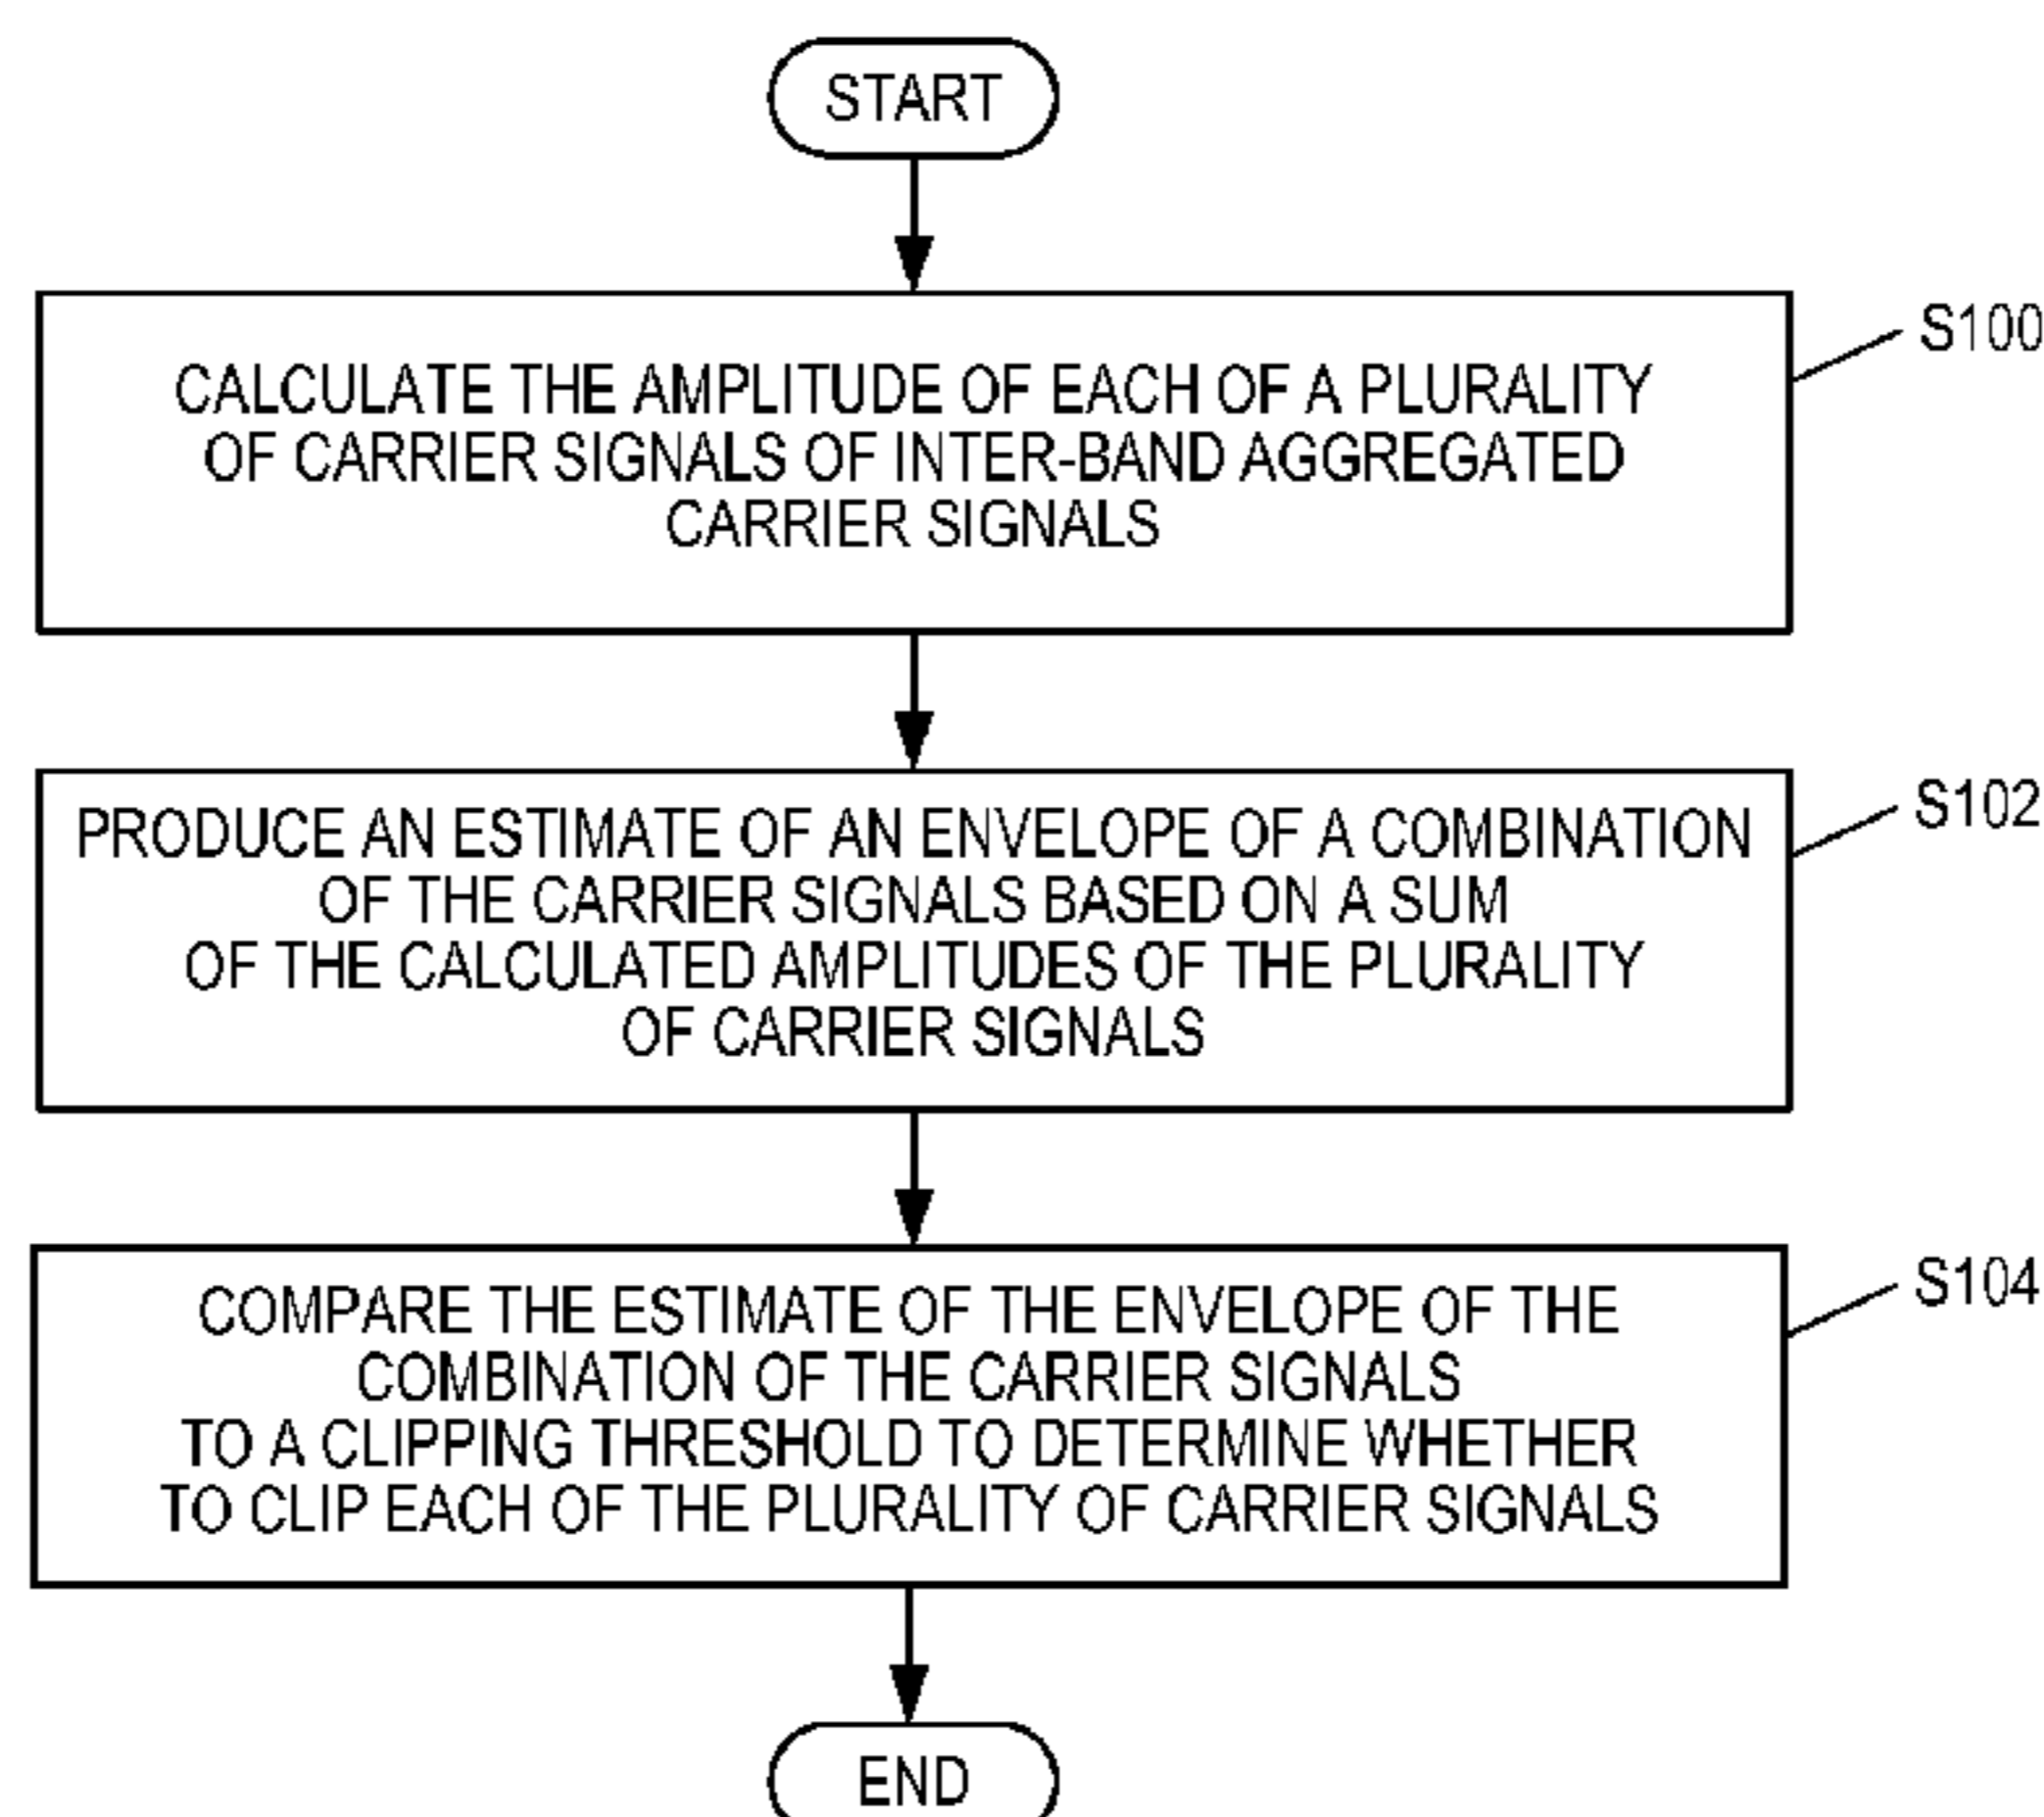 START
CALCULATE THE AMPLITUDE OF EACH OF A PLURALITY
OF CARRIER SIGNALS OF INTER-BAND AGGREGATED
CARRIER SIGNALS
S100
PRODUCE AN ESTIMATE OF AN ENVELOPE OF A COMBINATION
OF THE CARRIER SIGNALS BASED ON A SUM
OF THE CALCULATED AMPLITUDES OF THE PLURALITY
OF CARRIER SIGNALS
S102
COMPARE THE ESTIMATE OF THE ENVELOPE OF THE
COMBINATION OF THE CARRIER SIGNALS
TO A CLIPPING THRESHOLD TO DETERMINE WHETHER
TO CLIP EACH OF THE PLURALITY OF CARRIER SIGNALS
S104
END